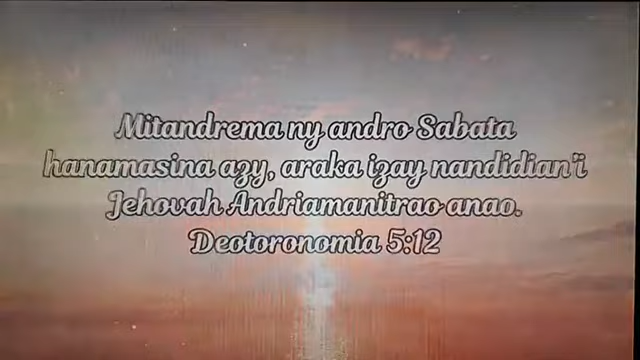 Mitandrema ny andro Sabata
hanamasina azy, araka izay nandidian'i
Jehovah Andriamanitrao anao.
Deotoronomia 5:12